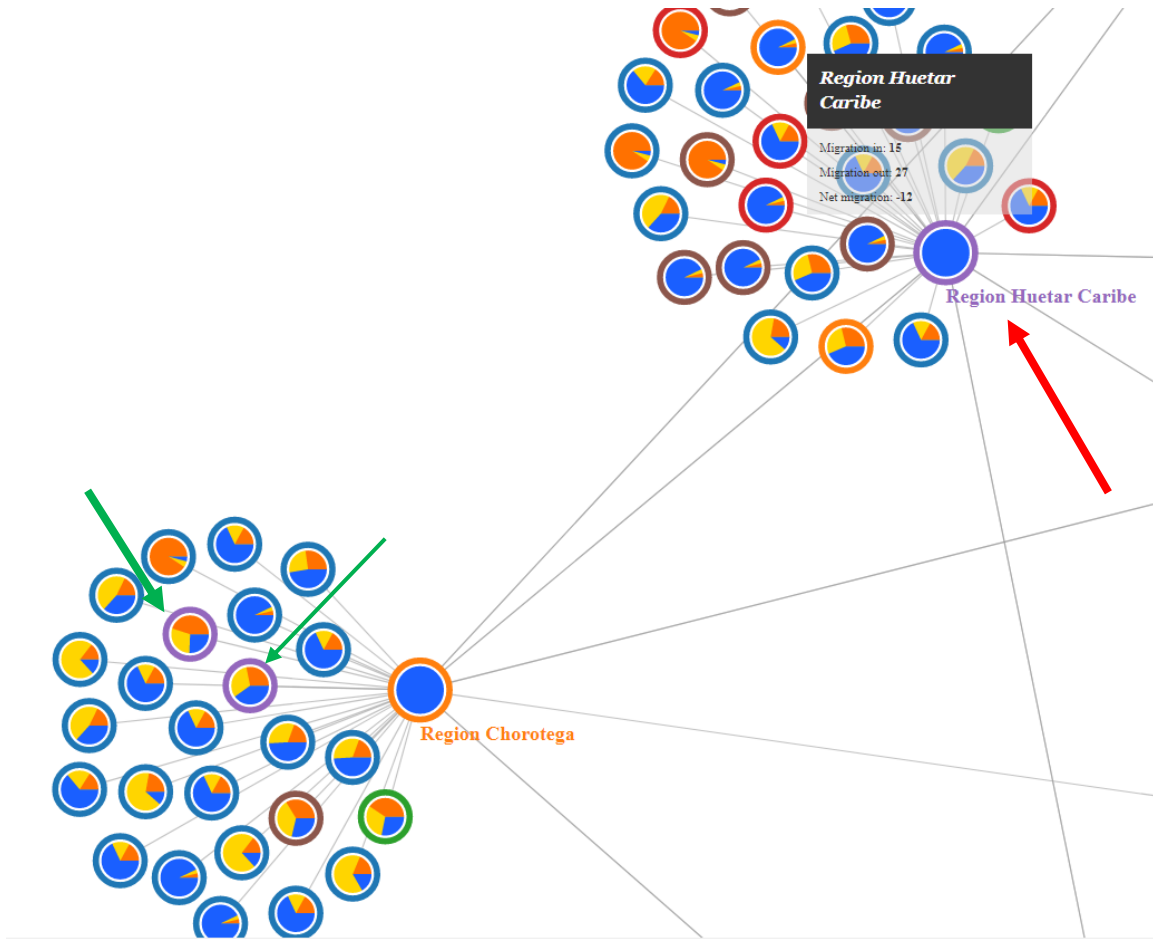 Region Huetar
Caribe
Migration in: 15
Migration out: 27
Net migration: -12
Region Huetar Caribe
Region Chorotega